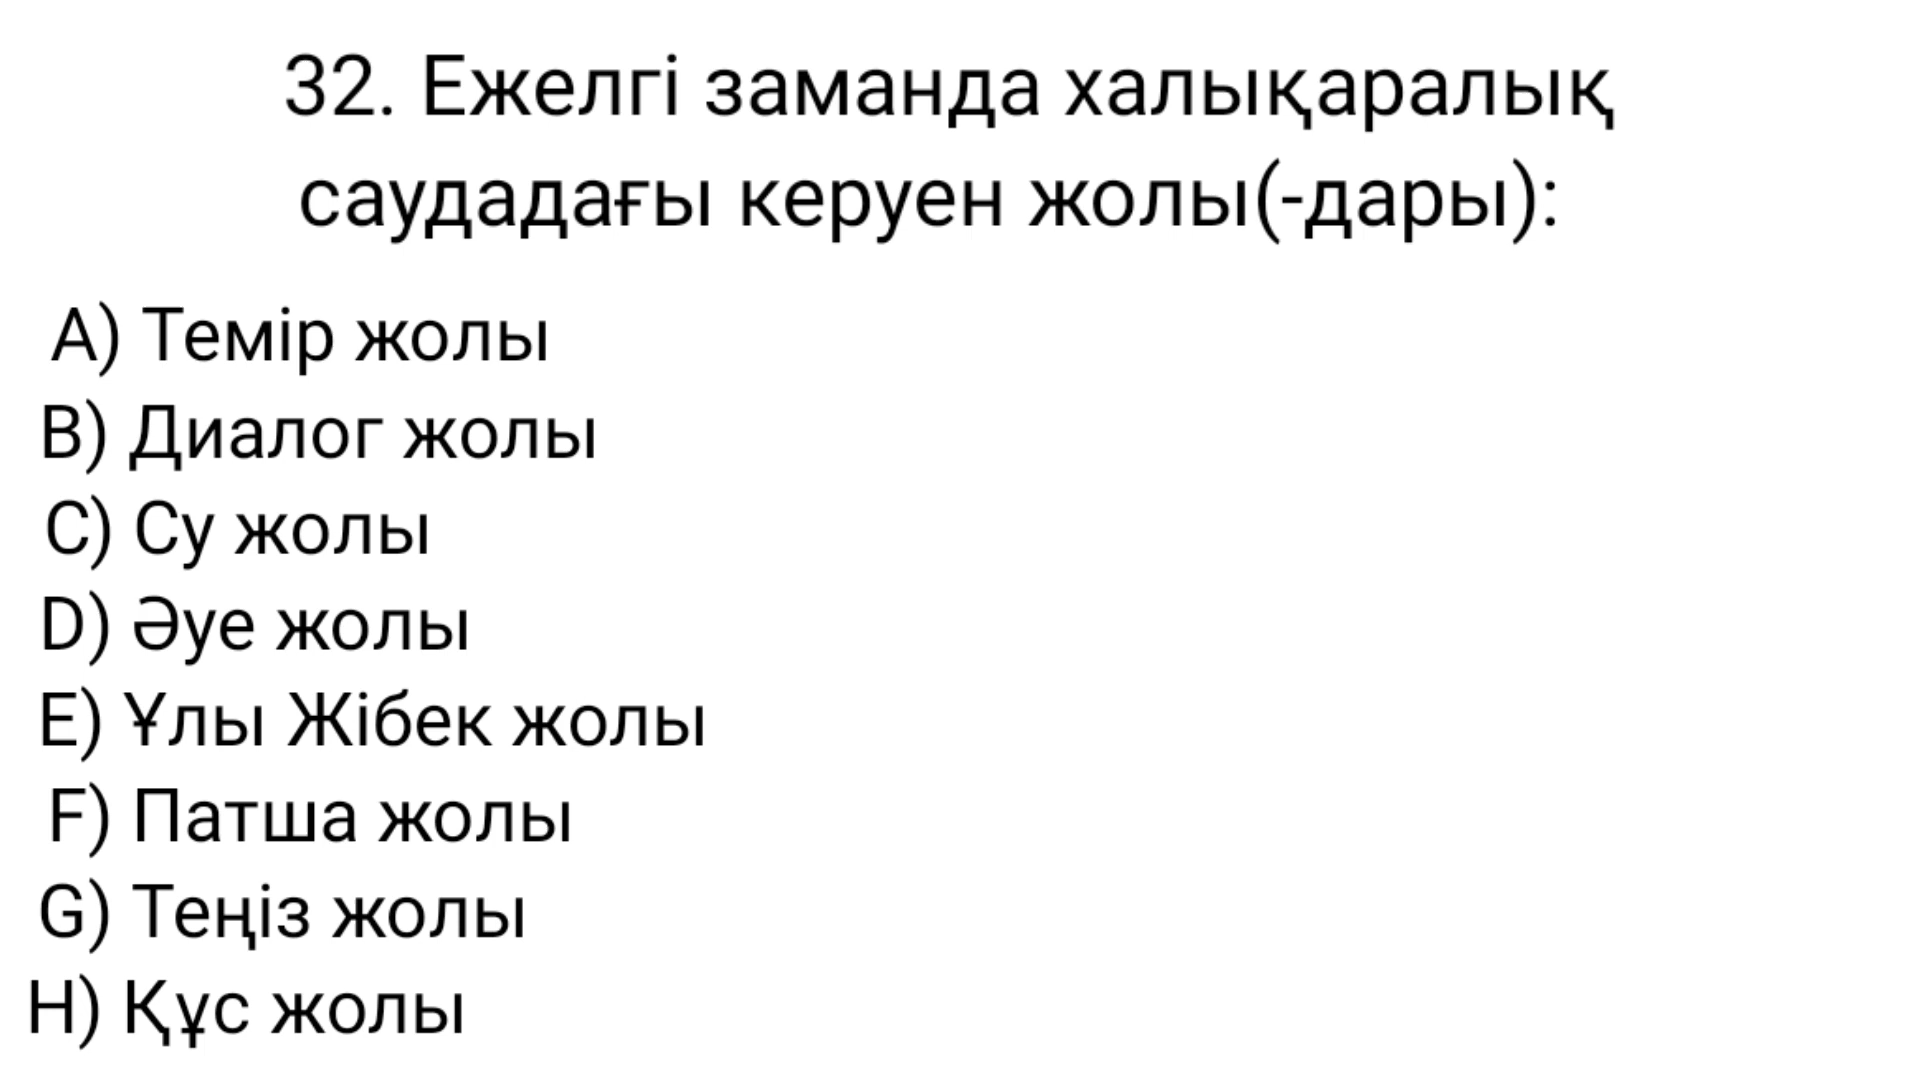 32. Ежелгі заманда халықаралық
саудадағы керуен жолы(-дары):
A) Темір жолы
B) Диалог жолы
C) Су жолы
D) Әуе жолы
E) Ұлы Жібек жолы
F) Патша жолы
G) Теңіз жолы
H) Құс жолы